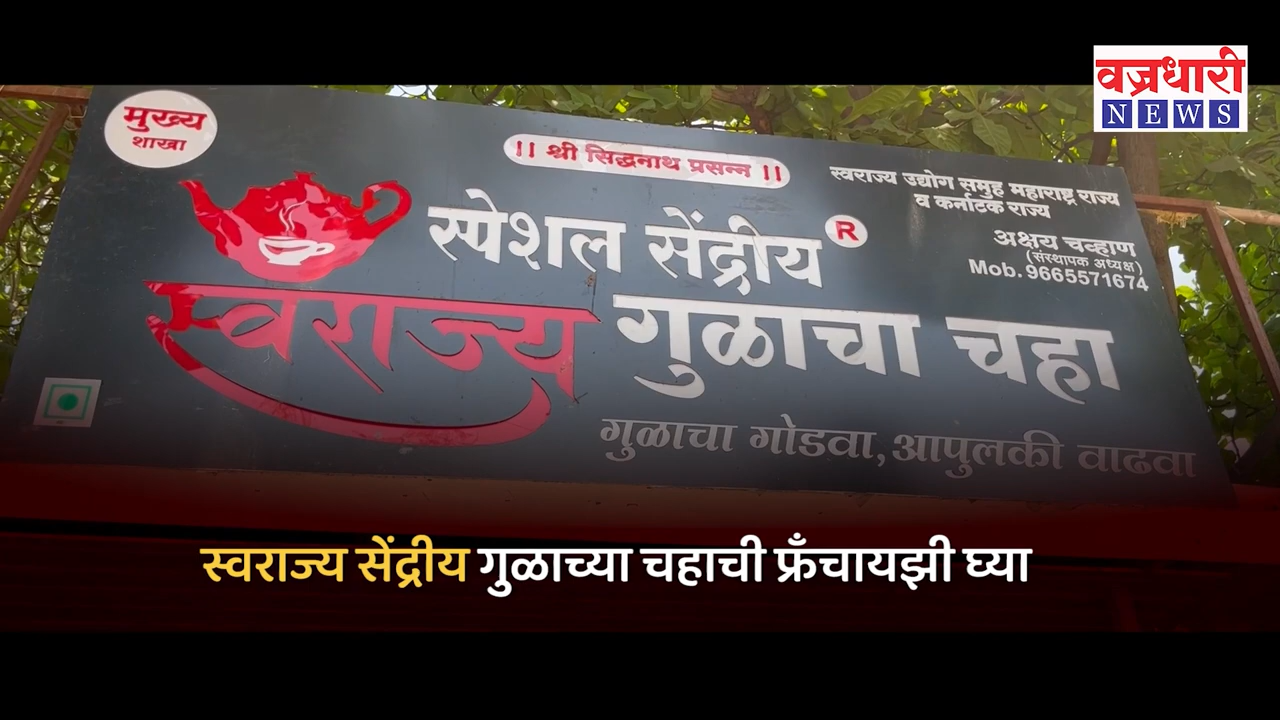 वज्रधारी
NEWS
मुख्य
शाखा
|| श्री सिद्धनाथ प्रसन्न ||
स्वराज्य उद्योग समुह महाराष्ट्र राज्य
व कर्नाटक राज्य
अक्षय चव्हाण
(संस्थापक अध्यक्ष)
Mob. 9665571674
स्पेशल सेंद्रीय R
स्वराज्य गुळाचा चहा
गुळाचा गोडवा, आपुलकी वाढवा
स्वराज्य सेंद्रीय गुळाच्या चहाची फ्रँचायझी घ्या